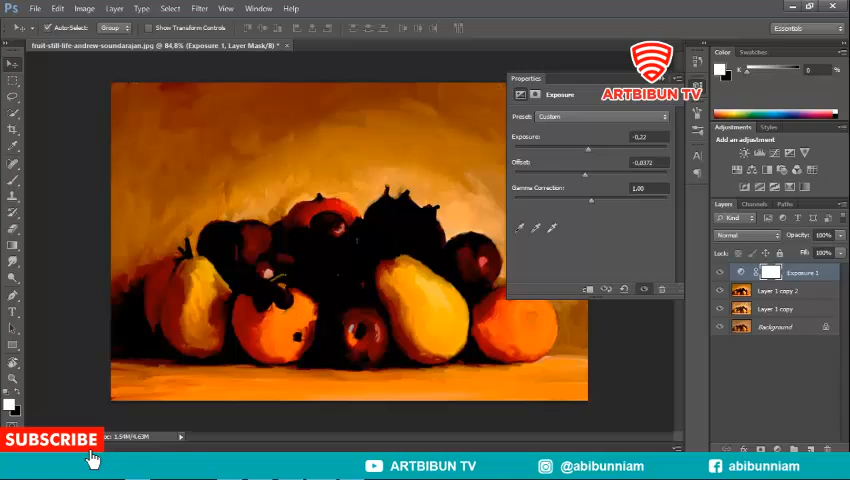 Ps File Edit Image Layer Type Select Filter View Window Help
Auto-Select: Group Show Transform Controls Essentials
fruit-still-life-andrew-soundarajan.jpg @ 84,8% (Exposure 1, Layer Mask/8) *
ARTBIBUN TV
Properties
Exposure
Preset: Custom
Exposure: -0,22
Offset: -0,0372
Gamma Correction: 1,00
Color Swatches
K 0 %
Adjustments Styles
Add an adjustment
Layers Channels Paths
Kind
Normal Opacity: 100%
Lock: Fill: 100%
Exposure 1
Layer 1 copy 2
Layer 1 copy
Background
1.54M/4.63M
SUBSCRIBE
ARTBIBUN TV @abibunniam abibunniam